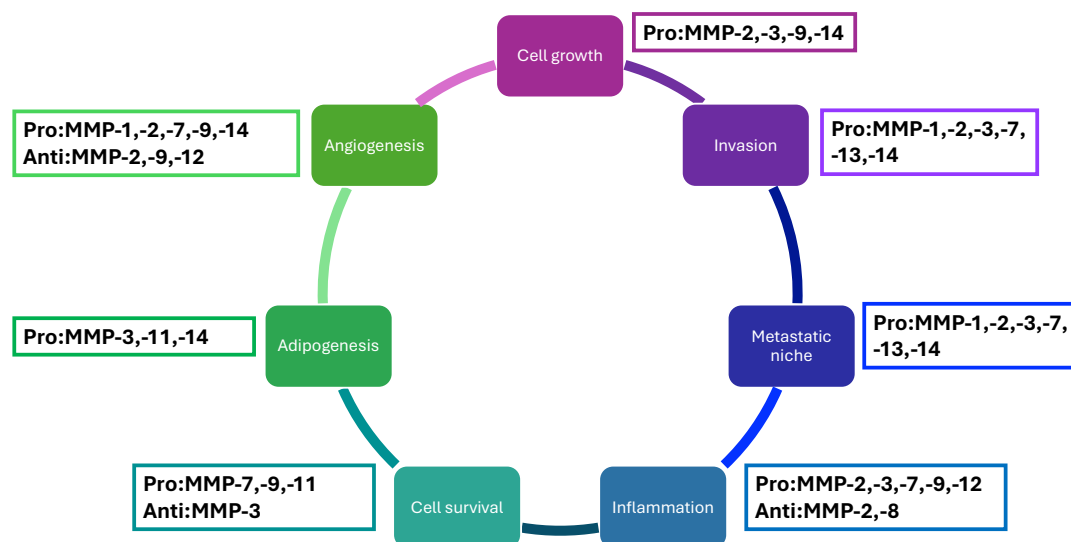 Cell growth
Pro:MMP-2,-3,-9,-14
Invasion
Pro:MMP-1,-2,-3,-7,
-13,-14
Metastatic
niche
Pro:MMP-1,-2,-3,-7,
-13,-14
Inflammation
Pro:MMP-2,-3,-7,-9,-12
Anti:MMP-2,-8
Cell survival
Pro:MMP-7,-9,-11
Anti:MMP-3
Adipogenesis
Pro:MMP-3,-11,-14
Angiogenesis
Pro:MMP-1,-2,-7,-9,-14
Anti:MMP-2,-9,-12